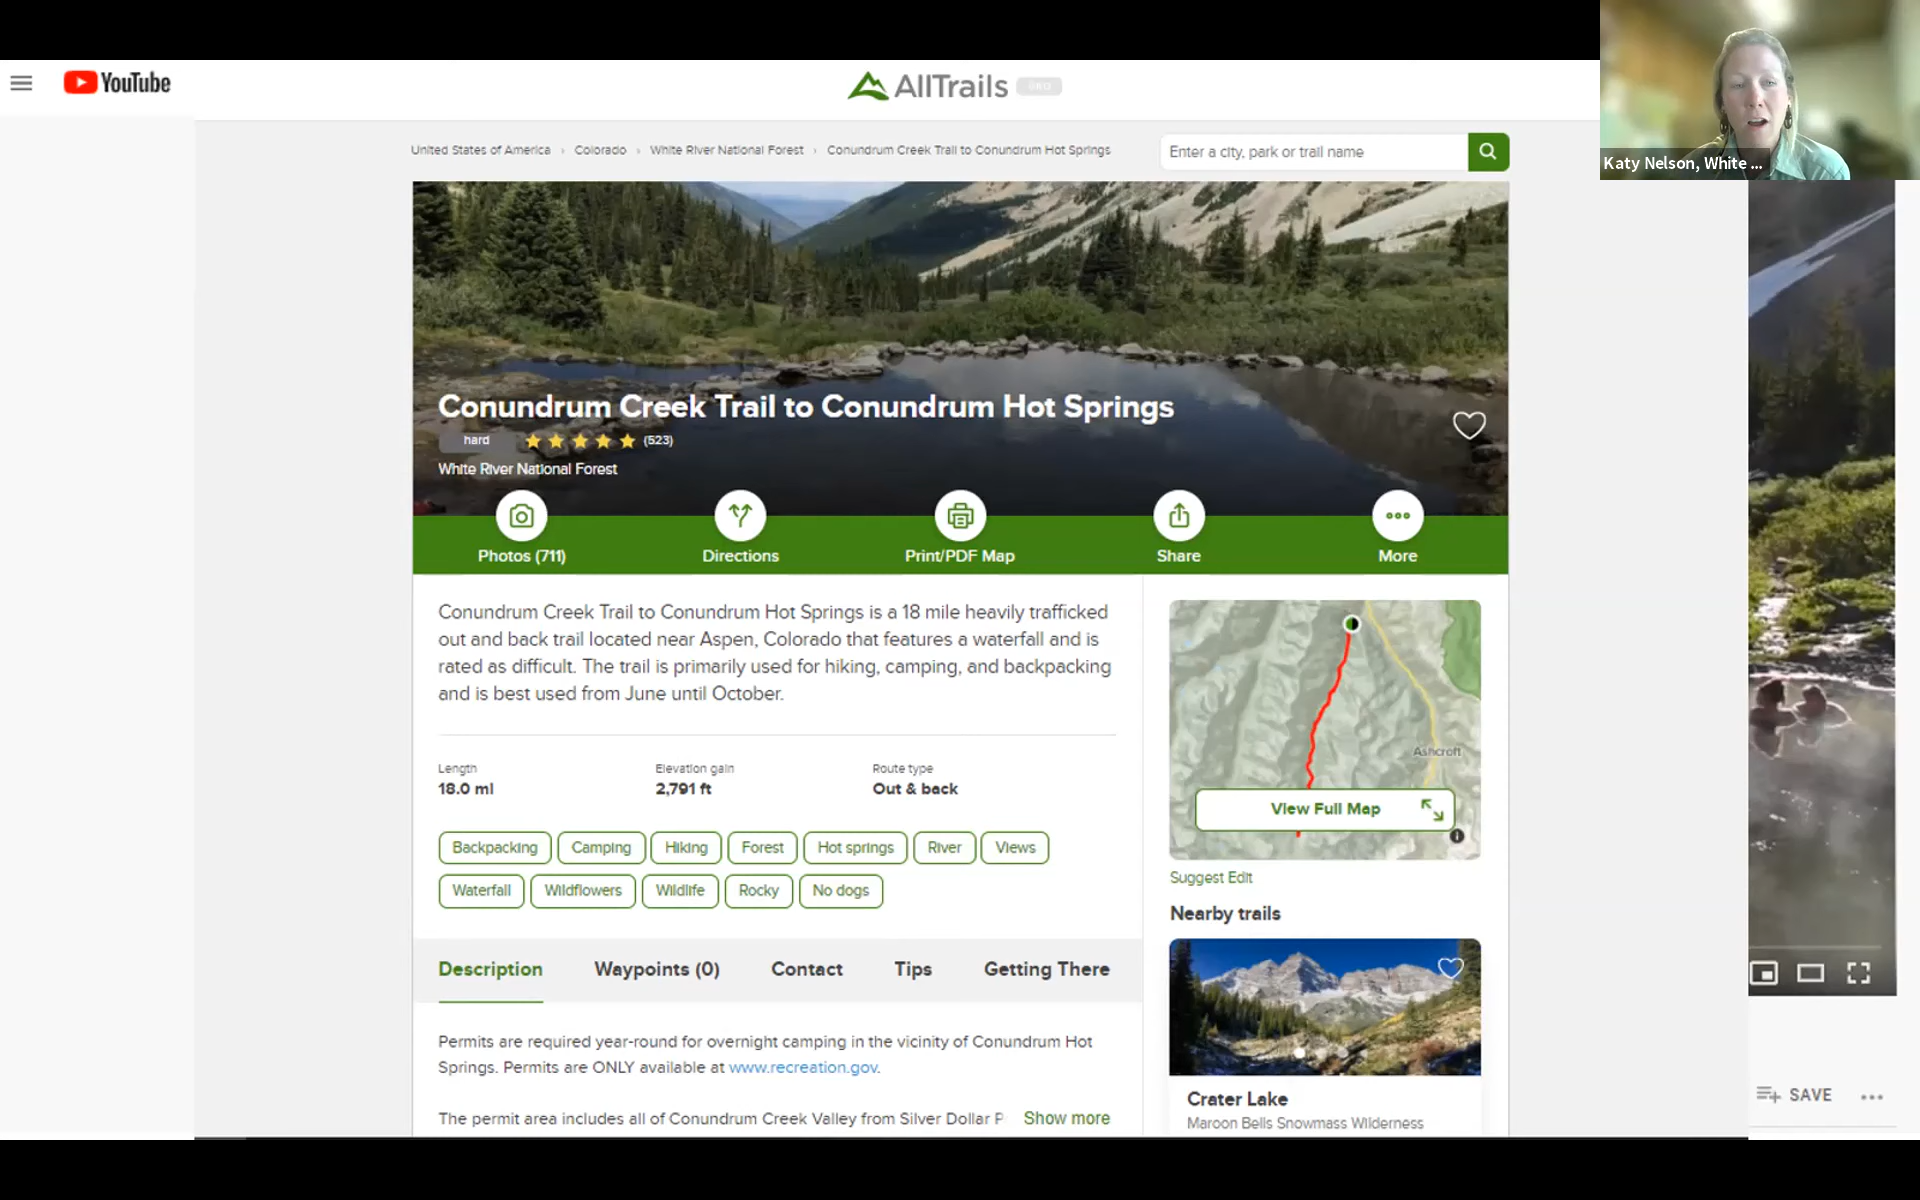 YouTube
AllTrails
United States of America › Colorado › White River National Forest › Conundrum Creek Trail to Conundrum Hot Springs
Enter a city, park or trail name
Katy Nelson, White ...
Conundrum Creek Trail to Conundrum Hot Springs
hard (523)
White River National Forest
Photos (711) Directions Print/PDF Map Share More
Conundrum Creek Trail to Conundrum Hot Springs is a 18 mile heavily trafficked
out and back trail located near Aspen, Colorado that features a waterfall and is
rated as difficult. The trail is primarily used for hiking, camping, and backpacking
and is best used from June until October.
Length Elevation gain Route type
18.0 mi 2,791 ft Out & back
Backpacking Camping Hiking Forest Hot springs River Views
Waterfall Wildflowers Wildlife Rocky No dogs
Ashcroft
View Full Map
Suggest Edit
Nearby trails
Description Waypoints (0) Contact Tips Getting There
Permits are required year-round for overnight camping in the vicinity of Conundrum Hot
Springs. Permits are ONLY available at www.recreation.gov.
The permit area includes all of Conundrum Creek Valley from Silver Dollar P Show more
Crater Lake
Maroon Bells Snowmass Wilderness
SAVE